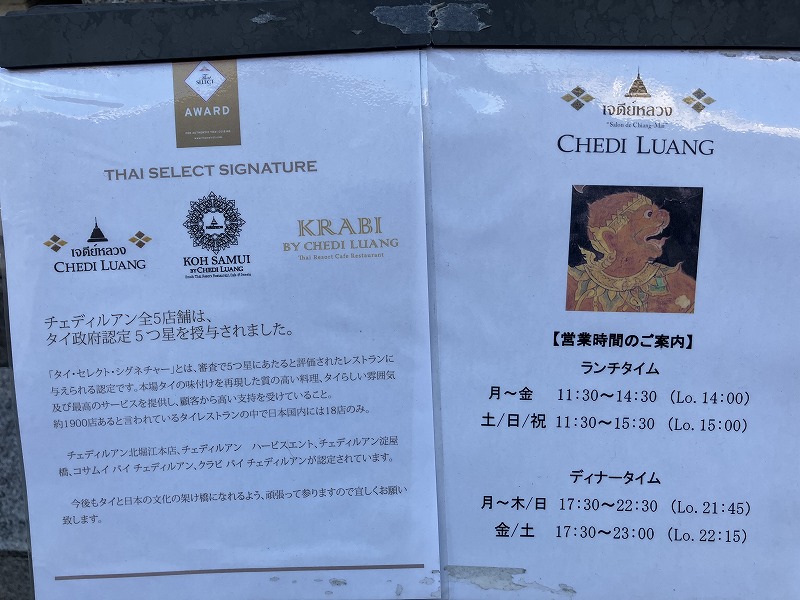 Thai
SELECT
AWARD
THAI SELECT SIGNATURE
เจดีย์หลวง
CHEDI LUANG
KOH SAMUI
BY CHEDI LUANG
KRABI
BY CHEDI LUANG
Thai Resort Cafe Restaurant
チェディルアン全5店舗は、
タイ政府認定 5つ星を授与されました。
「タイ・セレクト・シグネチャー」とは、審査で5つ星にあたると評価されたレストランに
与えられる認定です。本場タイの味付けを再現した質の高い料理、タイらしい雰囲気
及び最高のサービスを提供し、顧客から高い支持を受けていること。
約1900店あると言われているタイレストランの中で日本国内には18店のみ。
チェディルアン北堀江本店、チェディルアン　ハービスエント、チェディルアン淀屋
橋、コサムイ バイ チェディルアン、クラビ バイ チェディルアンが認定されています。
今後もタイと日本の文化の架け橋になれるよう、頑張って参りますので宜しくお願い
致します。
เจดีย์หลวง
"Salon de Chiang Mai"
CHEDI LUANG
【営業時間のご案内】
ランチタイム
月～金 11:30～14:30 (Lo. 14:00)
土/日/祝 11:30～15:30 (Lo. 15:00)
ディナータイム
月～木/日 17:30～22:30 (Lo. 21:45)
金/土 17:30～23:00 (Lo. 22:15)